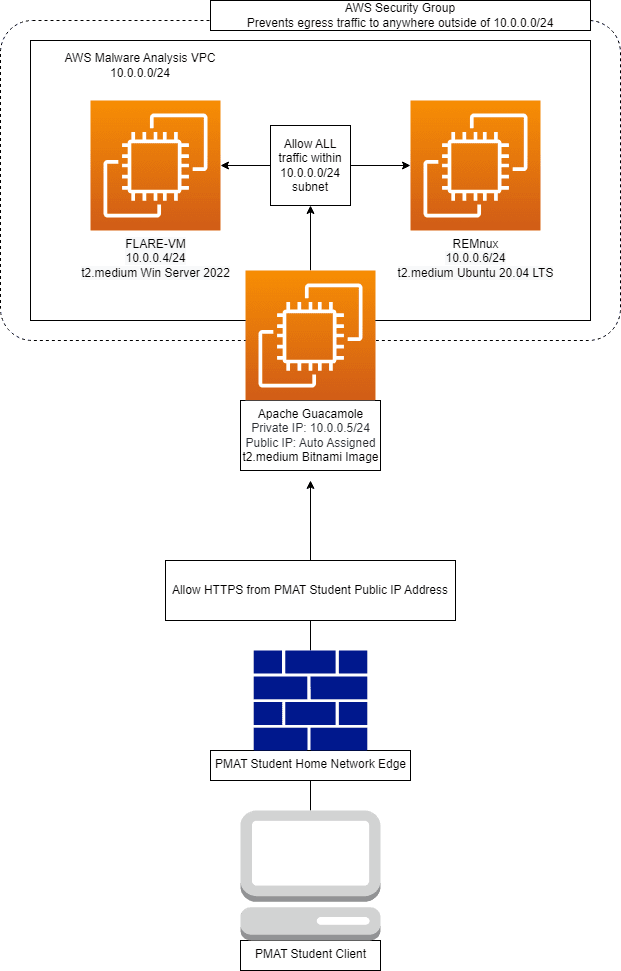 AWS Security Group
Prevents egress traffic to anywhere outside of 10.0.0.0/24
AWS Malware Analysis VPC
10.0.0.0/24
Allow ALL
traffic within
10.0.0.0/24
subnet
FLARE-VM
10.0.0.4/24
t2.medium Win Server 2022
REMnux
10.0.0.6/24
t2.medium Ubuntu 20.04 LTS
Apache Guacamole
Private IP: 10.0.0.5/24
Public IP: Auto Assigned
t2.medium Bitnami Image
Allow HTTPS from PMAT Student Public IP Address
PMAT Student Home Network Edge
PMAT Student Client